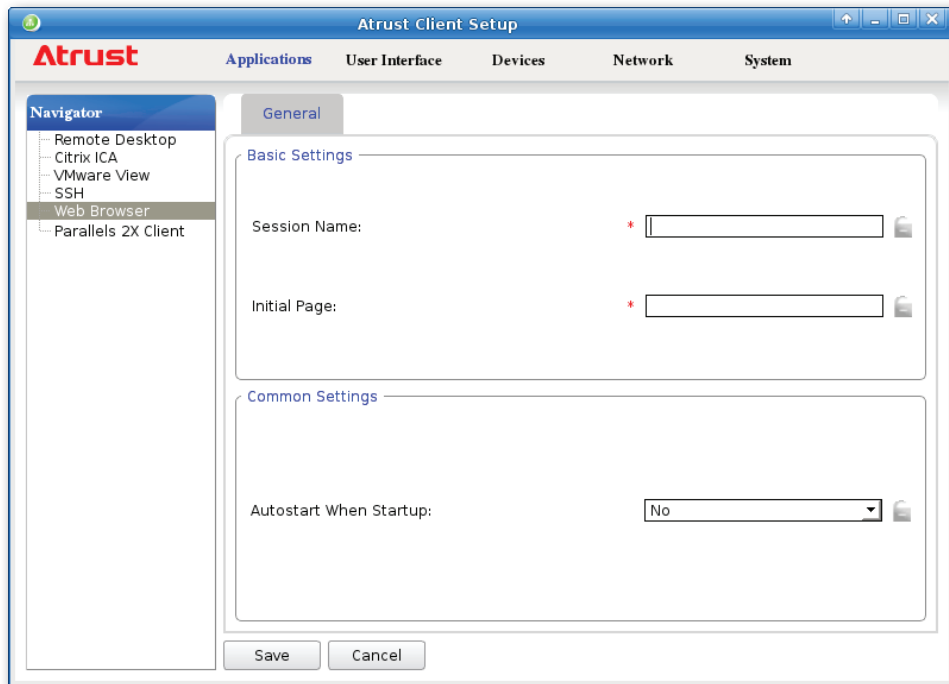 Atrust Client Setup
Atrust
Applications User Interface Devices Network System
Navigator
Remote Desktop
Citrix ICA
VMware View
SSH
Web Browser
Parallels 2X Client
General
Basic Settings
Session Name: *
Initial Page: *
Common Settings
Autostart When Startup: No
Save Cancel